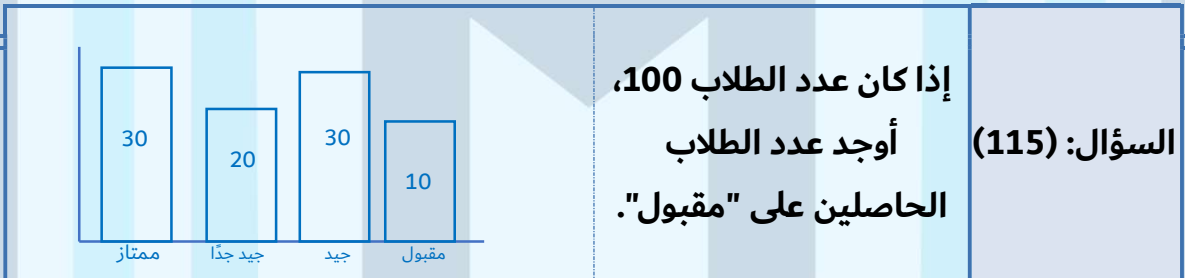 السؤال: (115)
إذا كان عدد الطلاب 100،
أوجد عدد الطلاب
الحاصلين على "مقبول".
30
20
30
10
ممتاز
جيد جدًا
جيد
مقبول